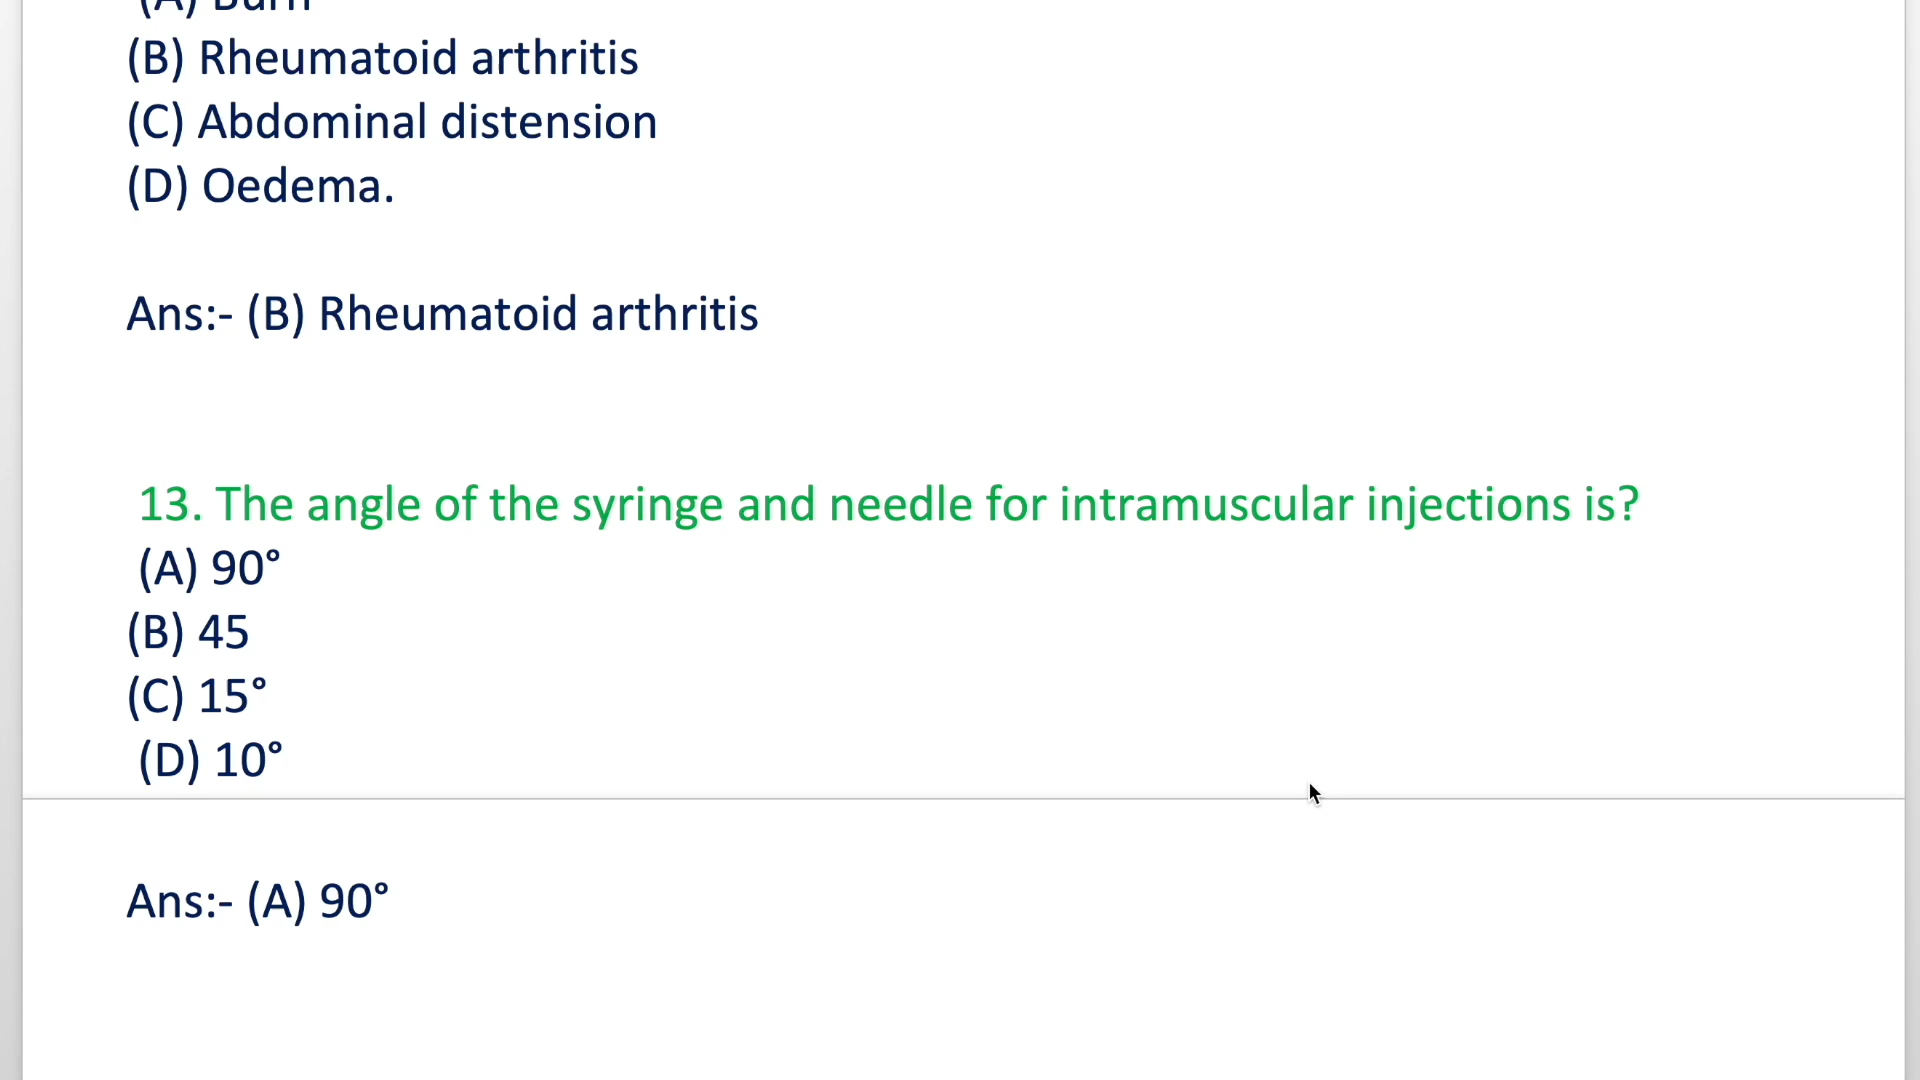 (A) Burn
(B) Rheumatoid arthritis
(C) Abdominal distension
(D) Oedema.
Ans:- (B) Rheumatoid arthritis
13. The angle of the syringe and needle for intramuscular injections is?
(A) 90°
(B) 45
(C) 15°
(D) 10°
Ans:- (A) 90°